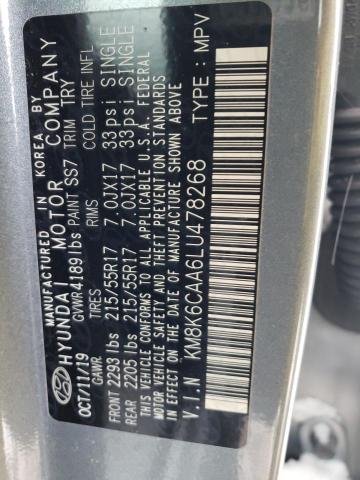 MANUFACTURED IN KOREA BY
HYUNDAI MOTOR COMPANY
OCT/11/19 GVWR 4189 lbs PAINT SS7 TRIM TRY
GAWR. TIRES RIMS COLD TIRE INFL
FRONT 2293 lbs 215/55R17 7.0JX17 33 psi SINGLE
REAR 2205 lbs 215/55R17 7.0JX17 33 psi SINGLE
THIS VEHICLE CONFORMS TO ALL APPLICABLE U.S.A. FEDERAL
MOTOR VEHICLE SAFETY AND THEFT PREVENTION STANDARDS
IN EFFECT ON THE DATE OF MANUFACTURE SHOWN ABOVE
V.I.N KM8K6CAA6LU478268 TYPE : MPV